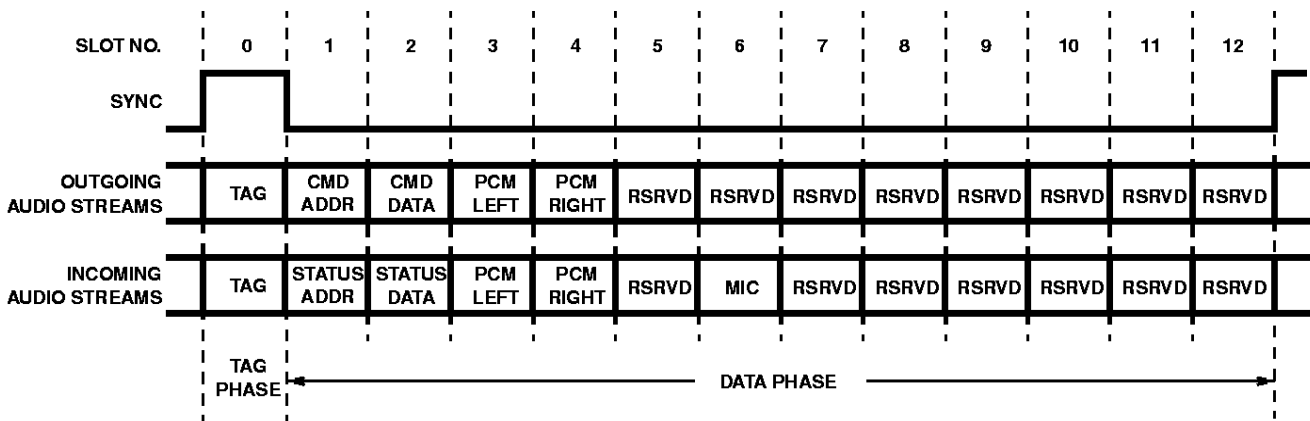 SLOT NO. 0 1 2 3 4 5 6 7 8 9 10 11 12
SYNC
OUTGOING
AUDIO STREAMS
TAG
CMD
ADDR
CMD
DATA
PCM
LEFT
PCM
RIGHT
RSRVD RSRVD RSRVD RSRVD RSRVD RSRVD RSRVD RSRVD
INCOMING
AUDIO STREAMS
TAG
STATUS
ADDR
STATUS
DATA
PCM
LEFT
PCM
RIGHT
RSRVD MIC RSRVD RSRVD RSRVD RSRVD RSRVD RSRVD
TAG
PHASE
DATA PHASE